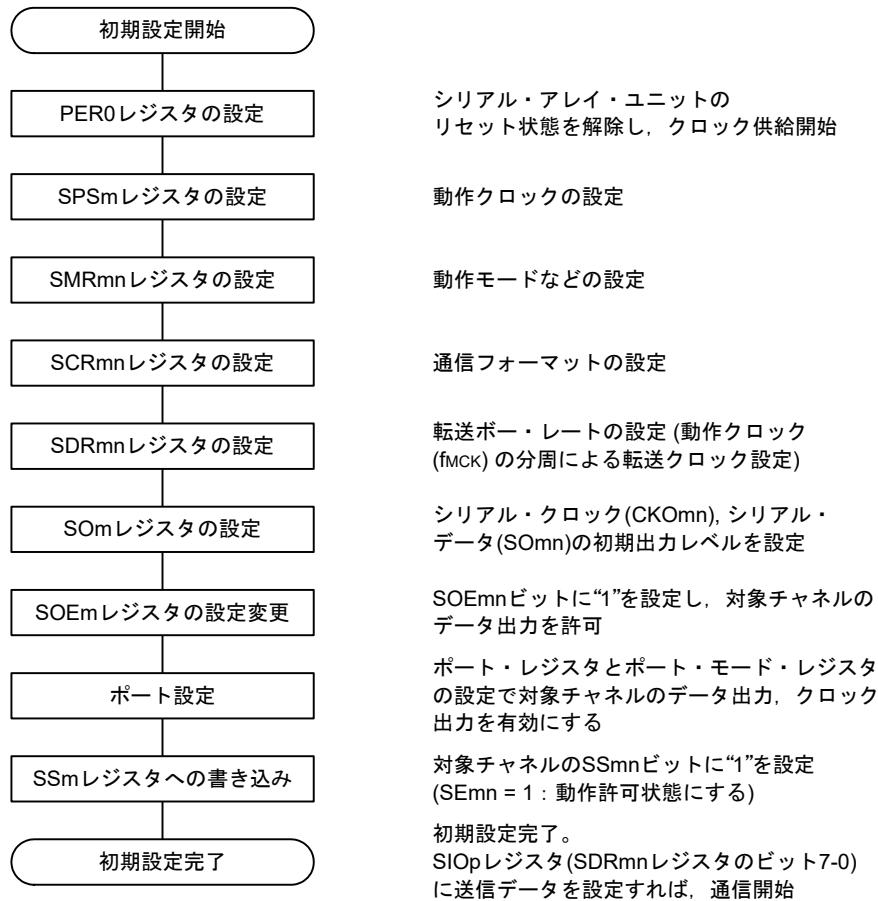 初期設定開始
PER0レジスタの設定
シリアル・アレイ・ユニットの
リセット状態を解除し，クロック供給開始
SPSmレジスタの設定
動作クロックの設定
SMRmnレジスタの設定
動作モードなどの設定
SCRmnレジスタの設定
通信フォーマットの設定
SDRmnレジスタの設定
転送ボー・レートの設定 (動作クロック
(fMCK) の分周による転送クロック設定)
SOmレジスタの設定
シリアル・クロック(CKOmn), シリアル・
データ(SOmn)の初期出力レベルを設定
SOEmレジスタの設定変更
SOEmnビットに“1”を設定し，対象チャネルの
データ出力を許可
ポート設定
ポート・レジスタとポート・モード・レジスタ
の設定で対象チャネルのデータ出力，クロック
出力を有効にする
SSmレジスタへの書き込み
対象チャネルのSSmnビットに“1”を設定
(SEmn = 1：動作許可状態にする)
初期設定完了
初期設定完了。
SIOpレジスタ(SDRmnレジスタのビット7-0)
に送信データを設定すれば，通信開始